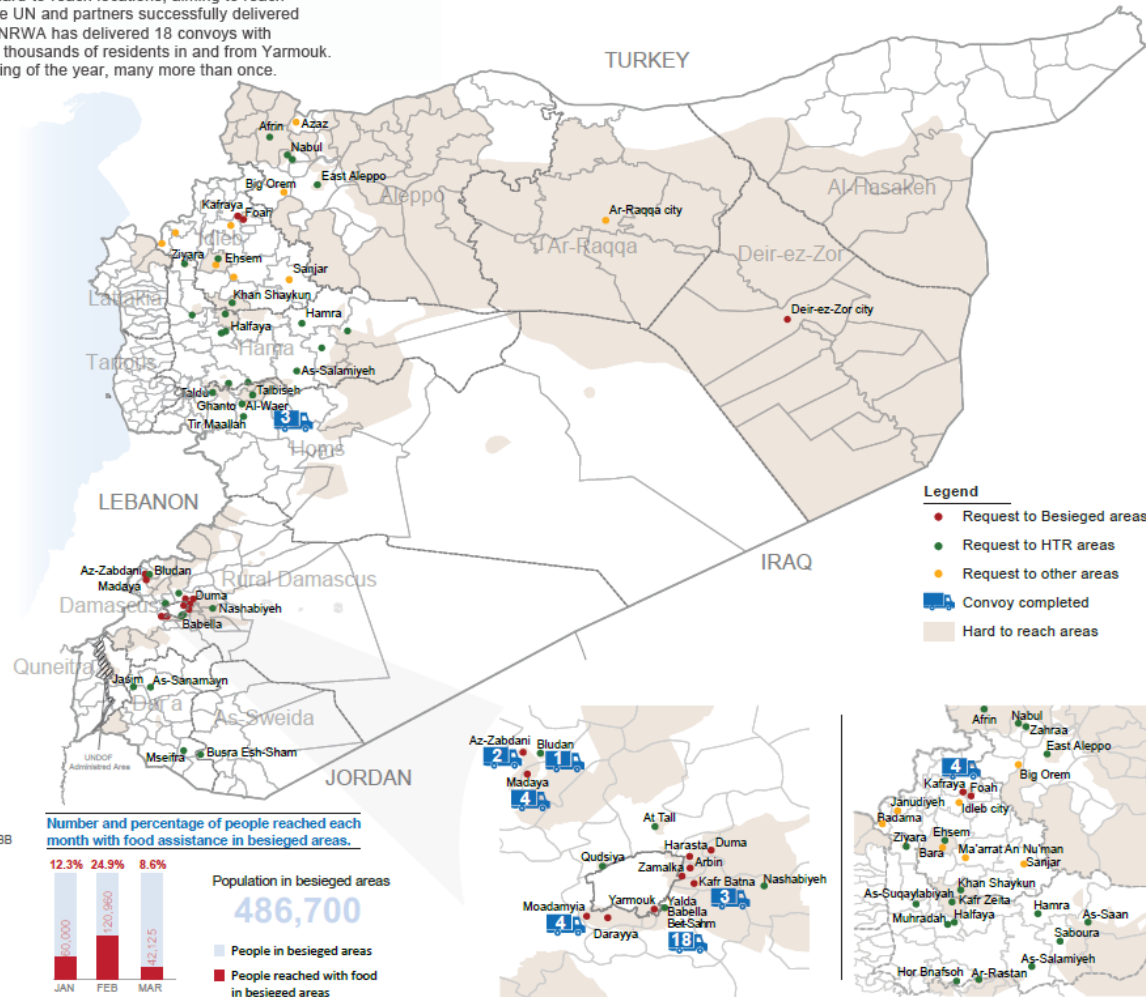 hard to reach locations, aiming to reach
e UN and partners successfully delivered
NRWA has delivered 18 convoys with
thousands of residents in and from Yarmouk.
ing of the year, many more than once.
TURKEY
Afrin
Azaz
Nabul
East Aleppo
Big Orem
Aleppo
Kafraya
Foah
Idleb
Ziyara
Ehsem
Sanjar
Lattakia
Khan Shaykun
Hamra
Halfaya
Hama
Tartous
As-Salamiyeh
Taldu
Talbiseh
Ghanto
Al-Waer
Tir Maallah
3
Homs
Ar-Raqqa city
Ar-Raqqa
Al-Hasakeh
Deir-ez-Zor
Deir-ez-Zor city
LEBANON
IRAQ
Az-Zabdani
Bludan
Madaya
Rural Damascus
Duma
Damascus
Nashabiyeh
Babella
Quneitra
Jasim
As-Sanamayn
Dar'a
As-Sweida
Mseifra
Busra Esh-Sham
UNDOF
Administred Area
JORDAN
Legend
Request to Besieged areas
Request to HTR areas
Request to other areas
Convoy completed
Hard to reach areas
Number and percentage of people reached each
month with food assistance in besieged areas.
12.3% 24.9% 8.6%
60,000
120,960
42,125
JAN FEB MAR
Population in besieged areas
486,700
People in besieged areas
People reached with food
in besieged areas
Az-Zabdani
Bludan
2
1
Madaya
4
At Tall
Harasta
Duma
Qudsiya
Arbin
Zamalka
Kafr Batna
Nashabiyeh
3
Yarmouk
Yalda
Moadamyia
Babella
4
Beit-Sahm
Darayya
18
Afrin
Nabul
Zahraa
East Aleppo
4
Big Orem
Kafraya
Foah
Janudiyeh
Idleb city
Badama
Ziyara
Ehsem
Bara
Ma'arrat An Nu'man
Sanjar
Khan Shaykun
As-Suqaylabiyah
Kafr Zeita
Hamra
Muhradah
Halfaya
As-Saan
Saboura
As-Salamiyeh
Hor Bnafsoh
Ar-Rastan